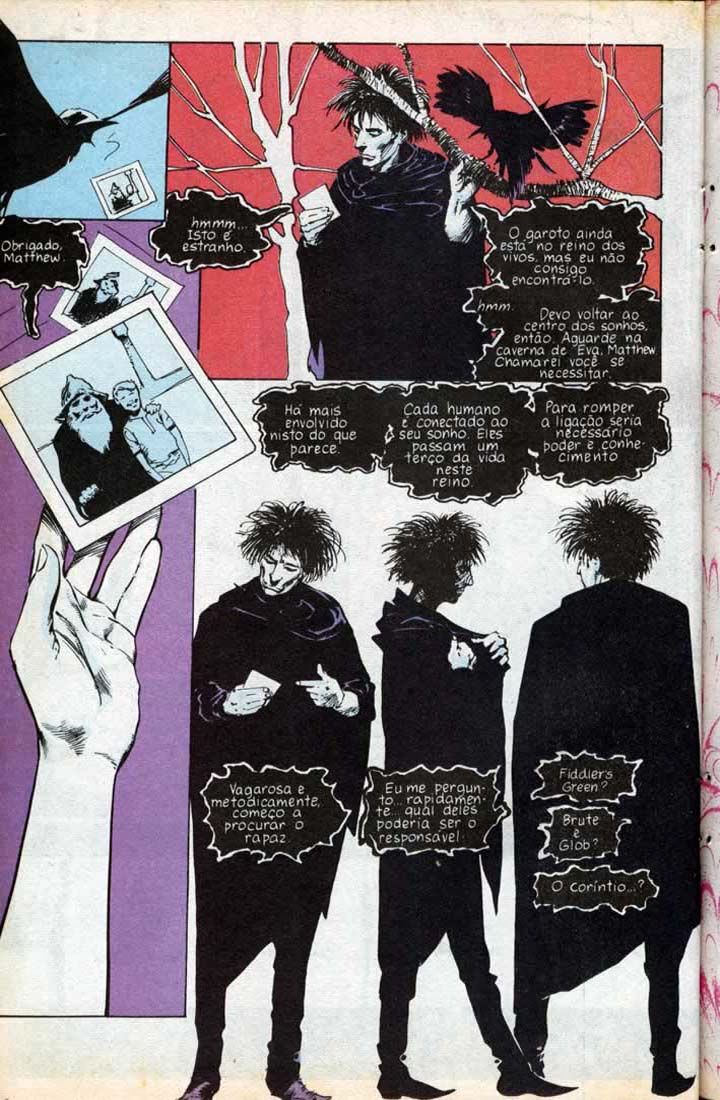 Obrigado,
Matthew.
hmmm...
Isto é
estranho.
O garoto ainda
está no reino dos
vivos, mas eu não
consigo
encontrá-lo.
hmm.
Devo voltar ao
centro dos sonhos,
então. Aguarde na
caverna de Eva, Matthew
Chamarei você se
necessitar.
Há mais
envolvido
nisto do que
parece.
Cada humano
é conectado ao
seu sonho. Eles
passam um
terço da vida
neste
reino.
Para romper
a ligação seria
necessário
poder e conhe-
cimento
Vagarosa e
metodicamente,
começo a
procurar o
rapaz.
Eu me pergun-
to... rapidamen-
te... qual deles
poderia ser o
responsável.
Fiddler's
Green?
Brute
e
Glob?
O coríntio...?